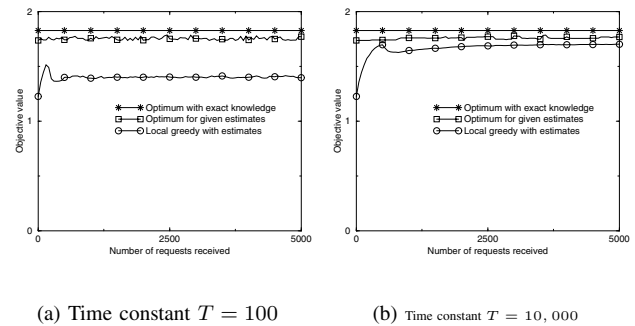 2
1
0
Objective value
0
2500
5000
Number of requests received
Optimum with exact knowledge
Optimum for given estimates
Local greedy with estimates
(a) Time constant T = 100
2
1
0
Objective value
0
2500
5000
Number of requests received
Optimum with exact knowledge
Optimum for given estimates
Local greedy with estimates
(b) Time constant T = 10, 000